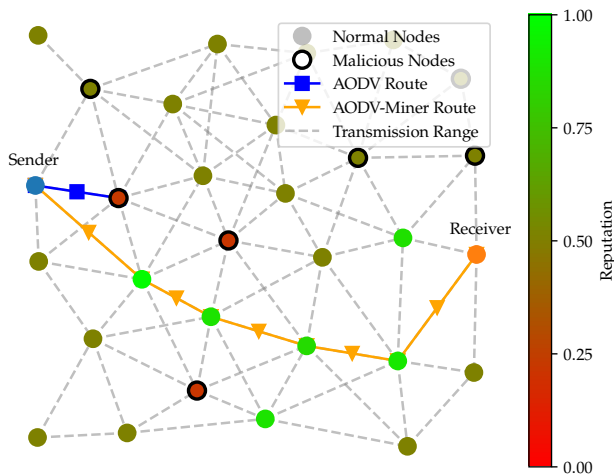 Normal Nodes
Malicious Nodes
AODV Route
AODV-Miner Route
Transmission Range
Sender
Receiver
1.00
0.75
0.50
0.25
0.00
Reputation